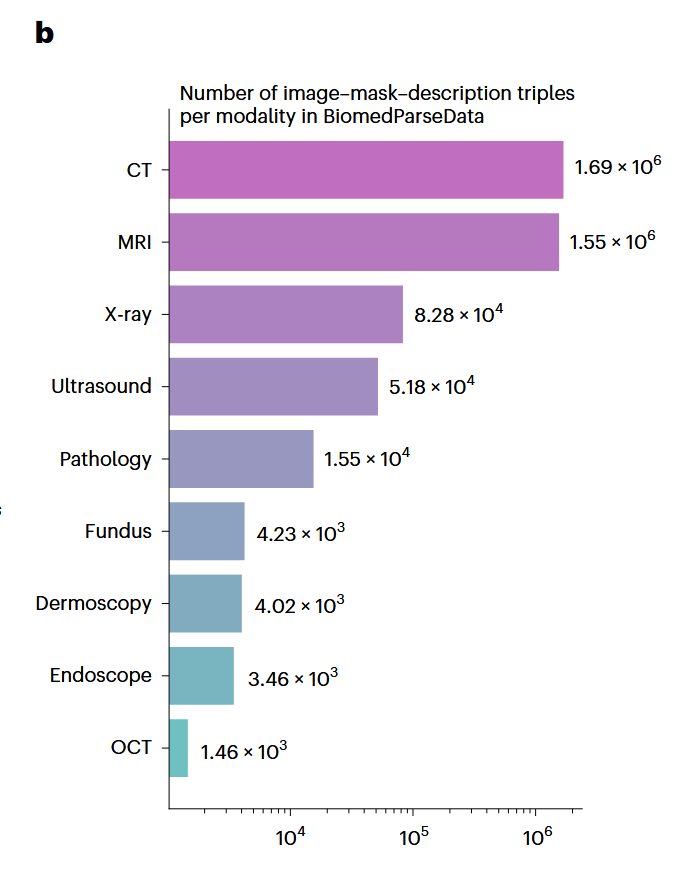 b
Number of image–mask–description triples
per modality in BiomedParseData
CT 1.69 × 10⁶
MRI 1.55 × 10⁶
X-ray 8.28 × 10⁴
Ultrasound 5.18 × 10⁴
Pathology 1.55 × 10⁴
Fundus 4.23 × 10³
Dermoscopy 4.02 × 10³
Endoscope 3.46 × 10³
OCT 1.46 × 10³
10⁴ 10⁵ 10⁶